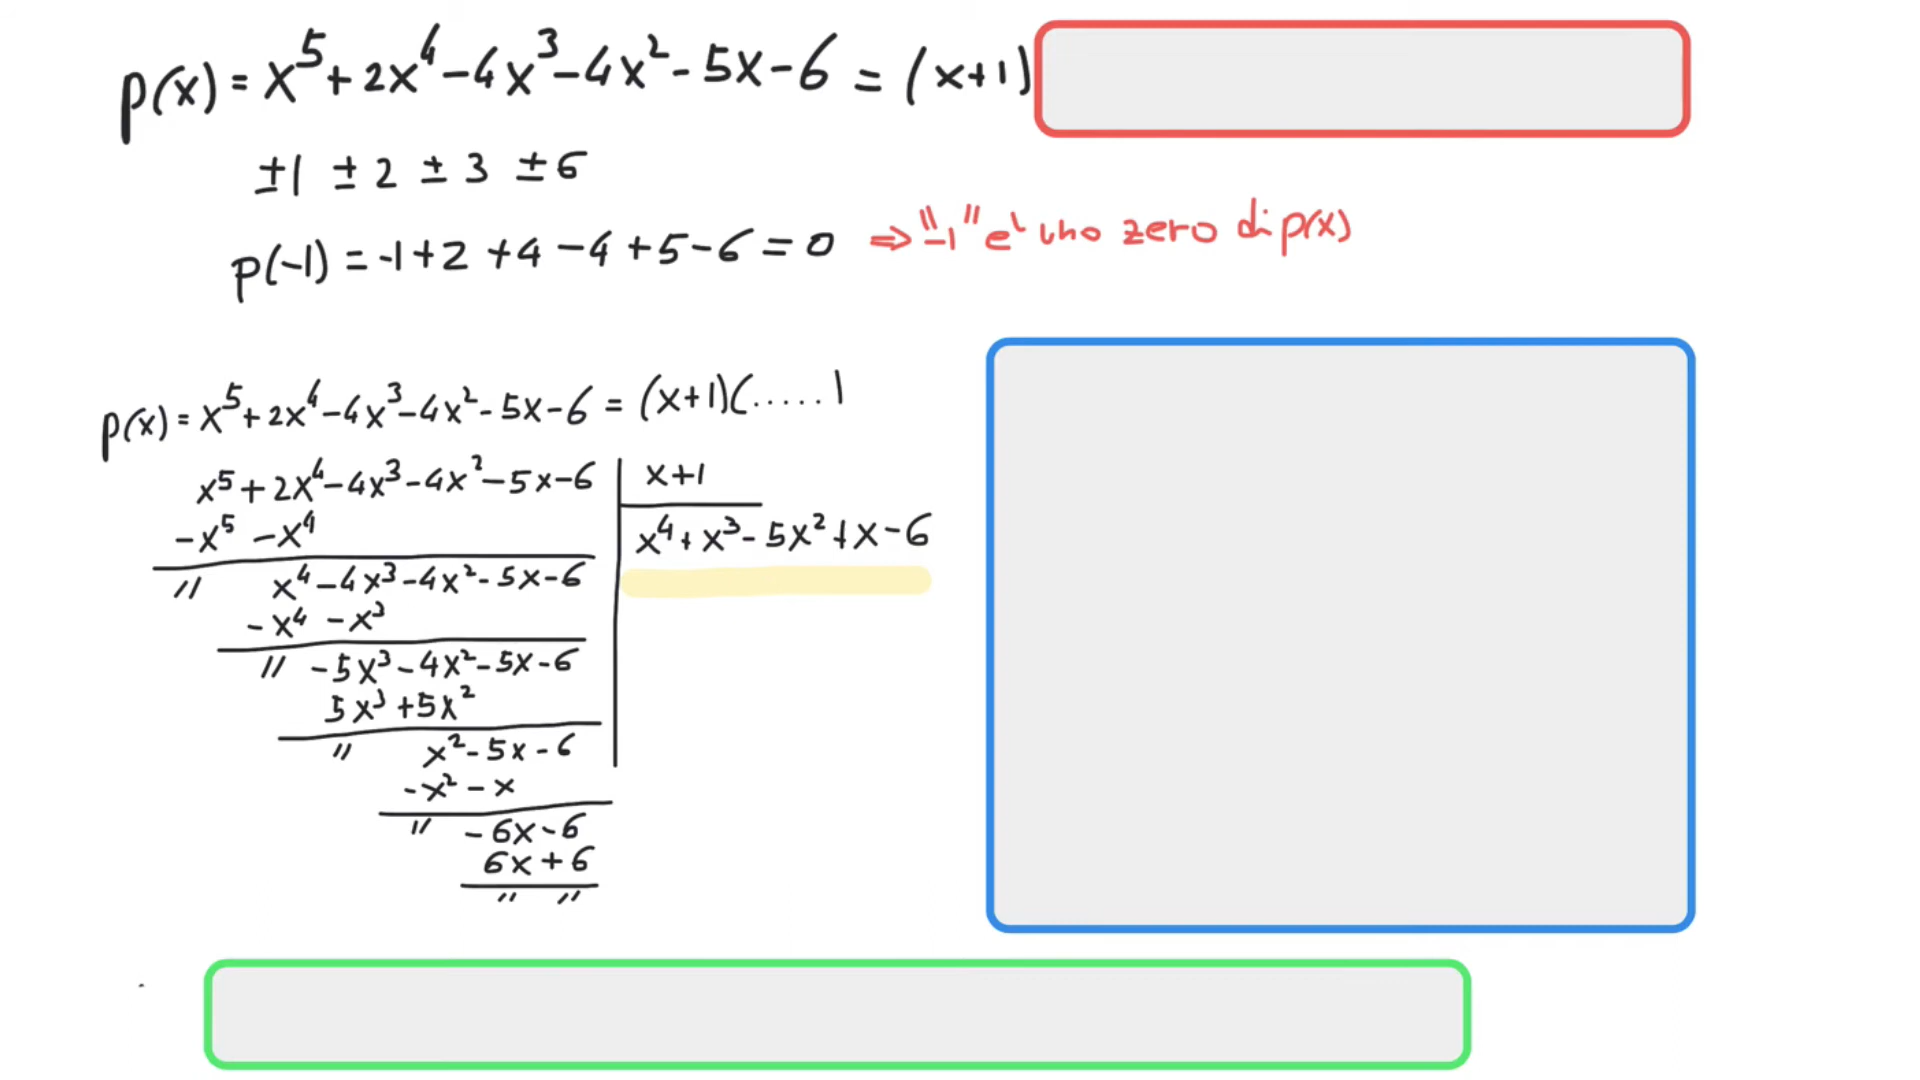 p(x) = x⁵ + 2x⁴ - 4x³ - 4x² - 5x - 6 = (x+1)
±1 ±2 ±3 ±6
p(-1) = -1 + 2 + 4 - 4 + 5 - 6 = 0 ⇒ "-1" e' uno zero di p(x)
p(x) = x⁵ + 2x⁴ - 4x³ - 4x² - 5x - 6 = (x+1)(.....)
x⁵ + 2x⁴ - 4x³ - 4x² - 5x - 6 | x+1
-x⁵ - x⁴ | x⁴ + x³ - 5x² + x - 6
// x⁴ - 4x³ - 4x² - 5x - 6
-x⁴ - x³
// -5x³ - 4x² - 5x - 6
5x³ + 5x²
// x² - 5x - 6
-x² - x
// -6x - 6
6x + 6
// //